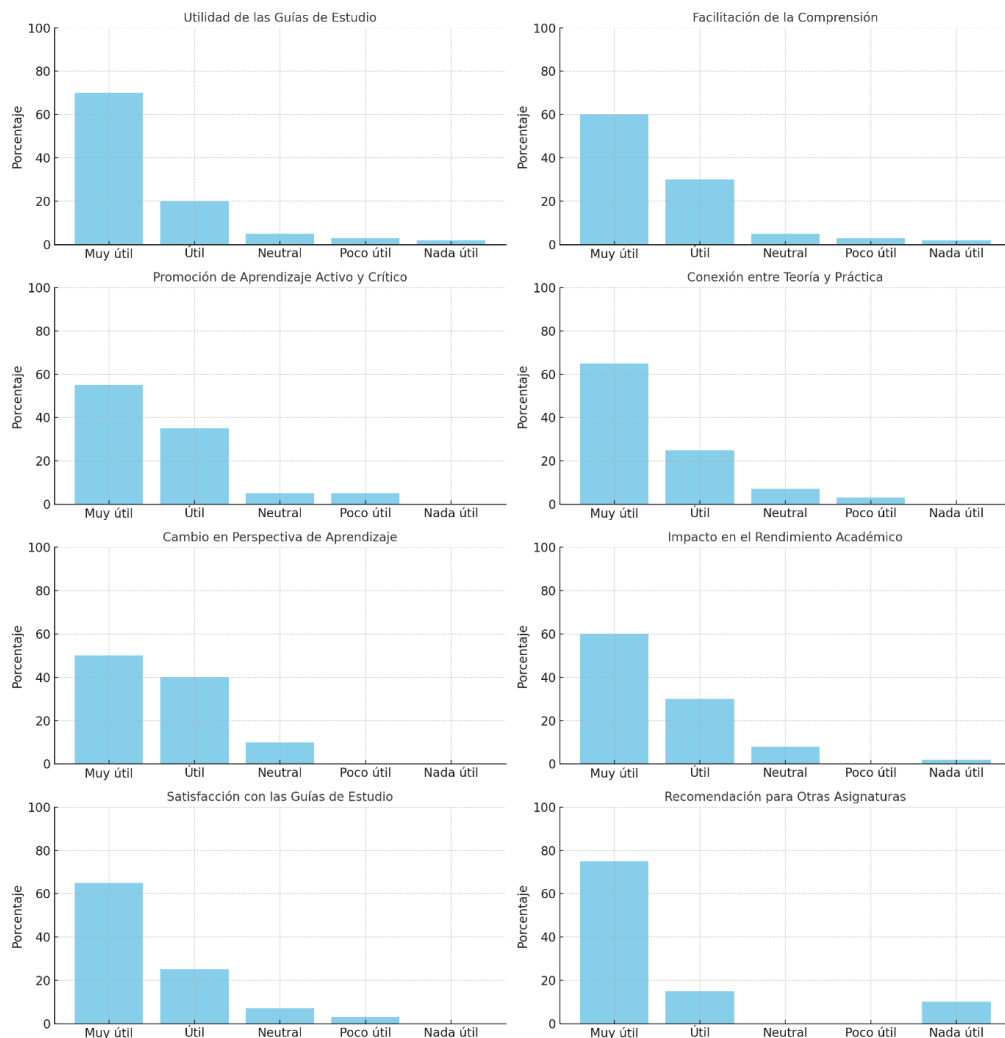 Utilidad de las Guías de Estudio
Porcentaje
100
80
60
40
20
0
Muy útil Útil Neutral Poco útil Nada útil
Facilitación de la Comprensión
Porcentaje
100
80
60
40
20
0
Muy útil Útil Neutral Poco útil Nada útil
Promoción de Aprendizaje Activo y Crítico
Porcentaje
100
80
60
40
20
0
Muy útil Útil Neutral Poco útil Nada útil
Conexión entre Teoría y Práctica
Porcentaje
100
80
60
40
20
0
Muy útil Útil Neutral Poco útil Nada útil
Cambio en Perspectiva de Aprendizaje
Porcentaje
100
80
60
40
20
0
Muy útil Útil Neutral Poco útil Nada útil
Impacto en el Rendimiento Académico
Porcentaje
100
80
60
40
20
0
Muy útil Útil Neutral Poco útil Nada útil
Satisfacción con las Guías de Estudio
Porcentaje
100
80
60
40
20
0
Muy útil Útil Neutral Poco útil Nada útil
Recomendación para Otras Asignaturas
Porcentaje
100
80
60
40
20
0
Muy útil Útil Neutral Poco útil Nada útil